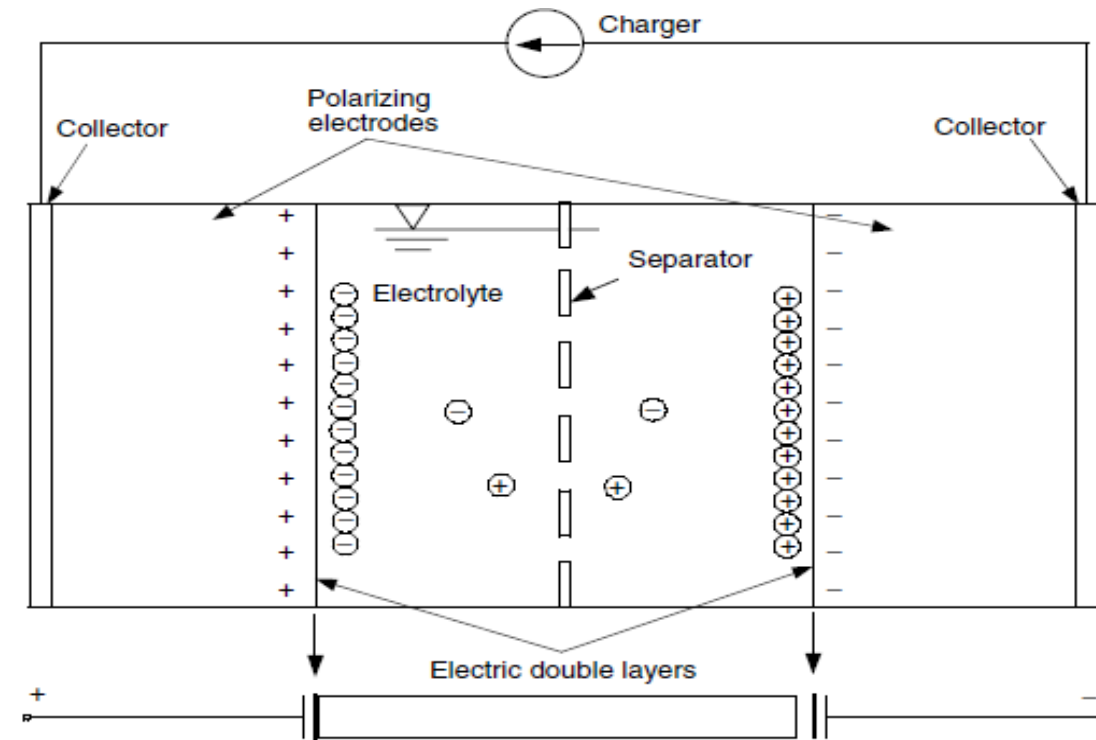 Charger
Polarizing
electrodes
Collector
Collector
Separator
Electrolyte
Electric double layers